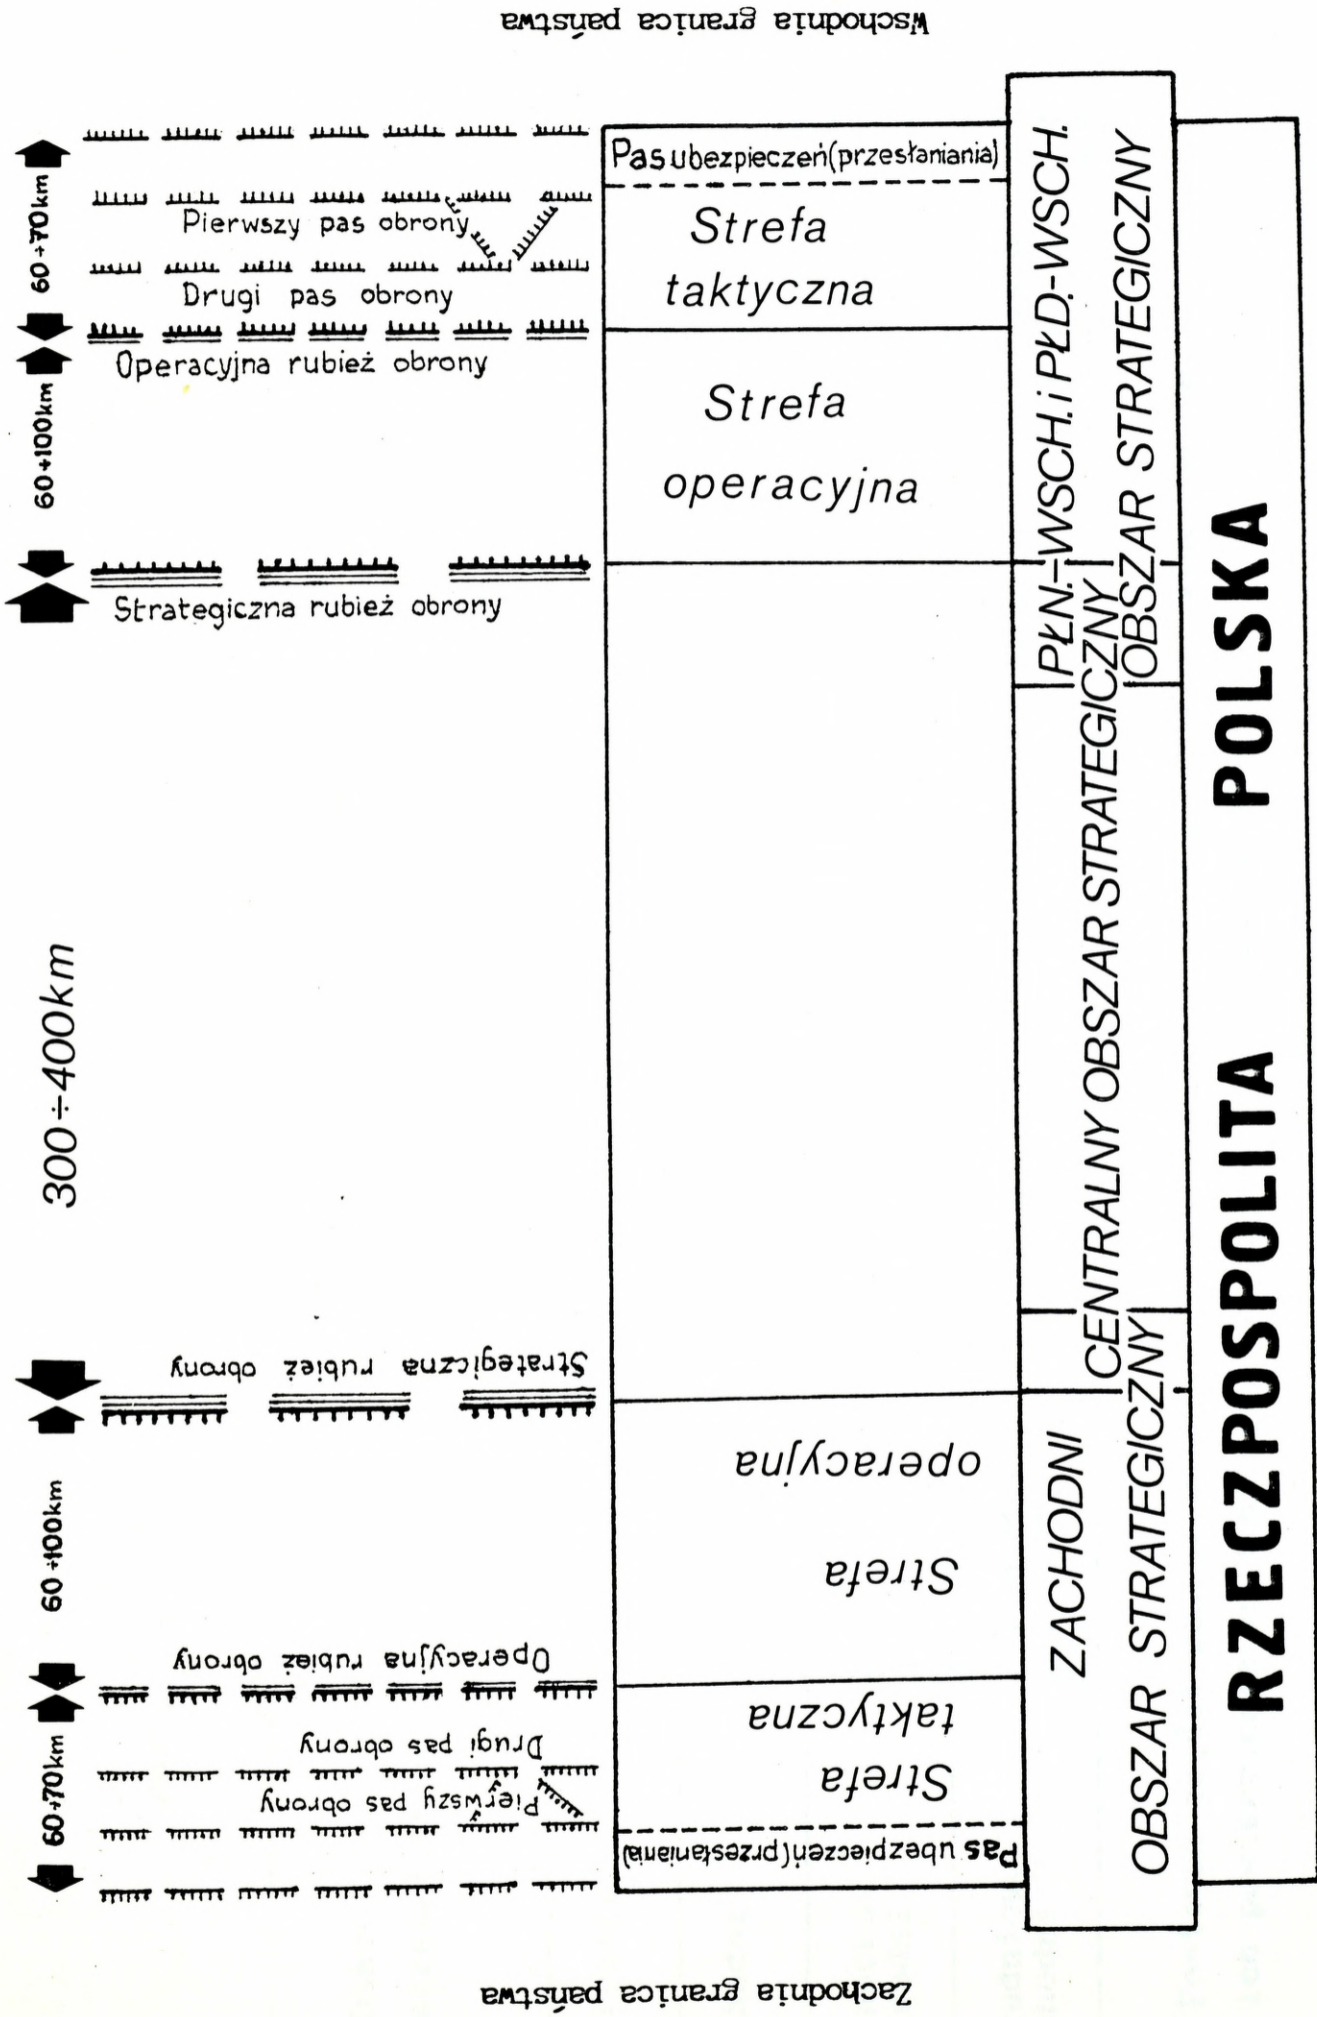 Wschodnia granica państwa
60÷70km
Pierwszy pas obrony
Drugi pas obrony
Operacyjna rubież obrony
60÷100km
Strategiczna rubież obrony
300÷400km
Strategiczna rubież obrony
60÷100km
Operacyjna rubież obrony
60÷70km
Drugi pas obrony
Pierwszy pas obrony
Pas ubezpieczeń (przesłaniania)
Strefa
taktyczna
Strefa
operacyjna
Strefa
operacyjna
Strefa
taktyczna
Pas ubezpieczeń (przesłaniania)
PŁN.-WSCH. i PŁD.-WSCH.
OBSZAR STRATEGICZNY
CENTRALNY OBSZAR STRATEGICZNY
ZACHODNI
OBSZAR STRATEGICZNY
RZECZPOSPOLITA POLSKA
Zachodnia granica państwa